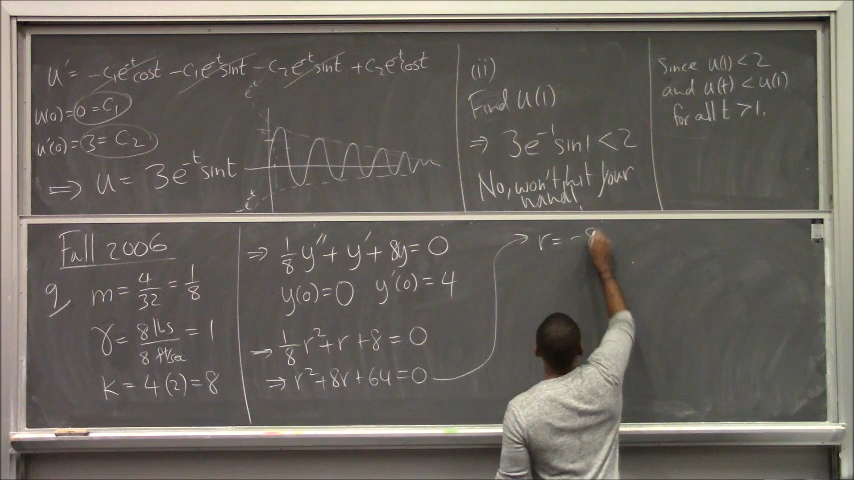 u' = -c₁e⁻ᵗcost - c₁e⁻ᵗsint - c₂e⁻ᵗsint + c₂e⁻ᵗcost
u(0) = 0 = C₁
u'(0) = 3 = C₂
⇒ u = 3e⁻ᵗsint
e⁻ᵗ
-e⁻ᵗ
(ii)
Find u(1)
⇒ 3e⁻¹sin1 < 2
No, won't hit your
hand!
Since u(1) < 2
and u(t) < u(1)
for all t > 1.
Fall 2006
9
m = 4/32 = 1/8
γ = 8 lbs / 8 ft/sec = 1
K = 4(2) = 8
⇒ 1/8 y'' + y' + 8y = 0
y(0) = 0 y'(0) = 4
→ 1/8 r² + r + 8 = 0
⇒ r² + 8r + 64 = 0
→ r = -8